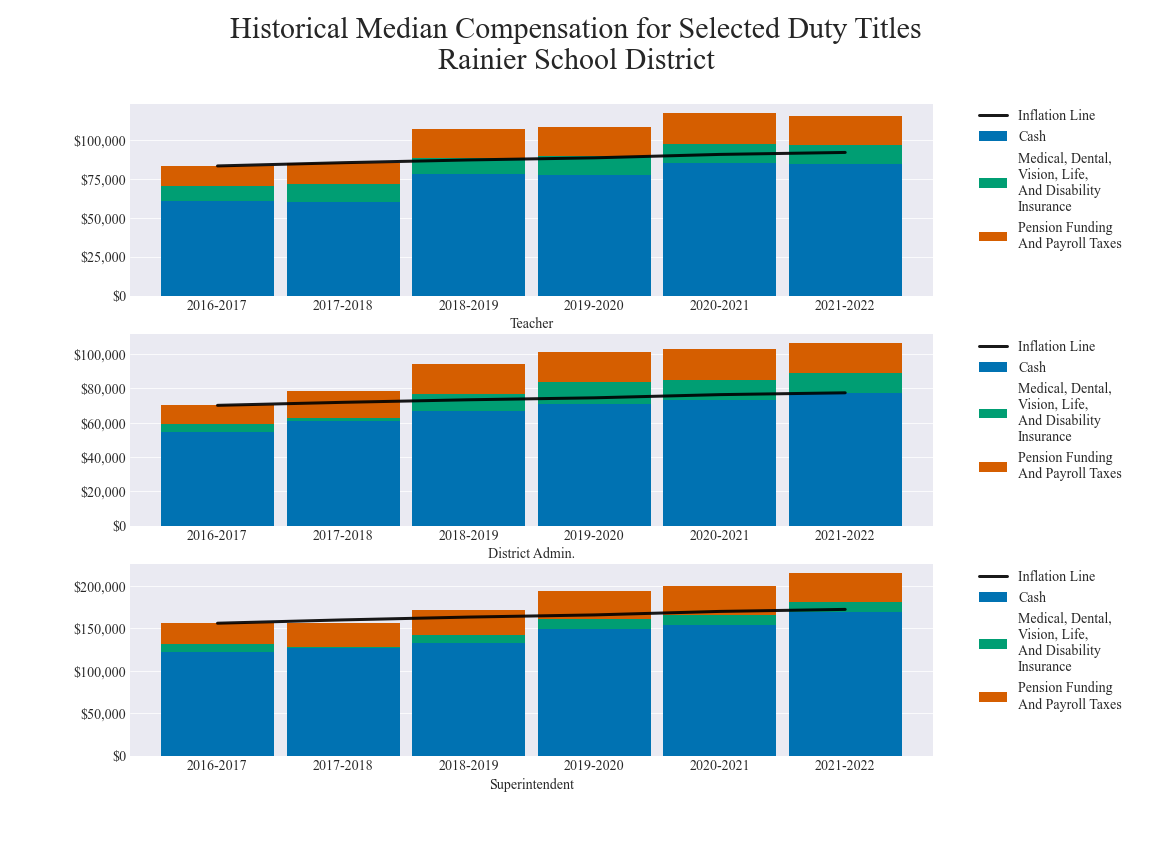 Historical Median Compensation for Selected Duty Titles
Rainier School District
$100,000
$75,000
$50,000
$25,000
$0
2016-2017 2017-2018 2018-2019 2019-2020 2020-2021 2021-2022
Teacher
Inflation Line
Cash
Medical, Dental,
Vision, Life,
And Disability
Insurance
Pension Funding
And Payroll Taxes
$100,000
$80,000
$60,000
$40,000
$20,000
$0
2016-2017 2017-2018 2018-2019 2019-2020 2020-2021 2021-2022
District Admin.
Inflation Line
Cash
Medical, Dental,
Vision, Life,
And Disability
Insurance
Pension Funding
And Payroll Taxes
$200,000
$150,000
$100,000
$50,000
$0
2016-2017 2017-2018 2018-2019 2019-2020 2020-2021 2021-2022
Superintendent
Inflation Line
Cash
Medical, Dental,
Vision, Life,
And Disability
Insurance
Pension Funding
And Payroll Taxes